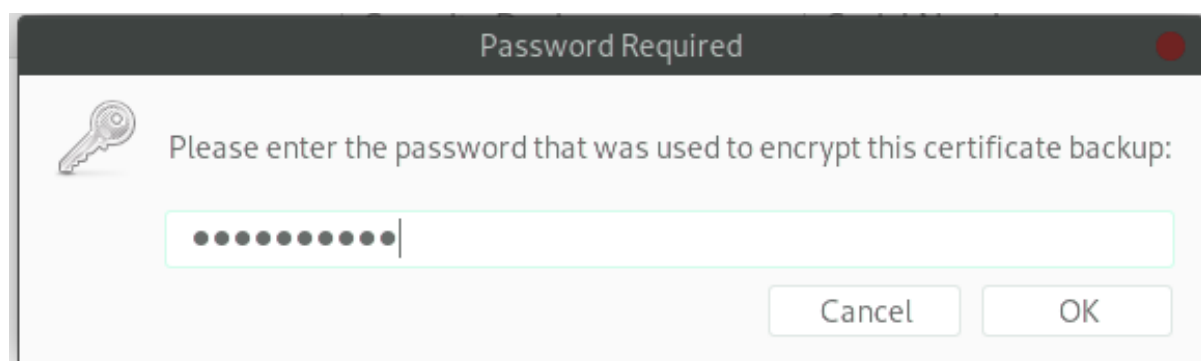 Password Required
Please enter the password that was used to encrypt this certificate backup:
●●●●●●●●●●
Cancel
OK